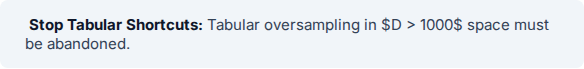 Stop Tabular Shortcuts: Tabular oversampling in $D > 1000$ space must
be abandoned.